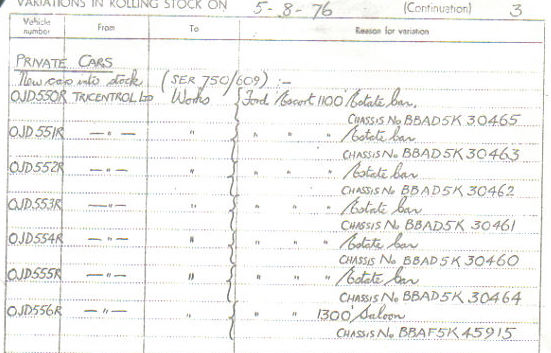 VARIATIONS IN ROLLING STOCK ON 5-8-76 (Continuation) 3
Vehicle number From To Reason for variation
PRIVATE CARS
New cars into stock (SER 750/609) :-
OJD550R TRICENTROL Ltd Works { Ford Escort 1100 Estate Car.
CHASSIS No BBAD5K 30465
OJD551R — " — " " " " Estate Car
CHASSIS No BBAD5K 30463
OJD552R — " — " " " " Estate Car
CHASSIS No BBAD5K 30462
OJD553R — " — " " " " Estate Car
CHASSIS No BBAD5K 30461
OJD554R — " — " " " " Estate Car
CHASSIS No BBAD5K 30460
OJD555R — " — " " " " Estate Car
CHASSIS No BBAD5K 30464
OJD556R — " — " " " 1300 Saloon
CHASSIS No BBAF5K 45915